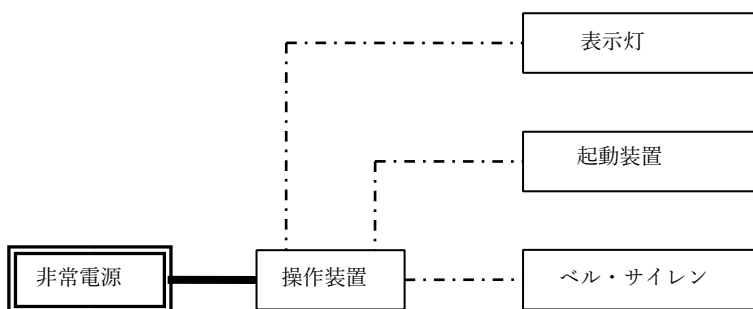 表示灯
起動装置
非常電源
操作装置
ベル・サイレン